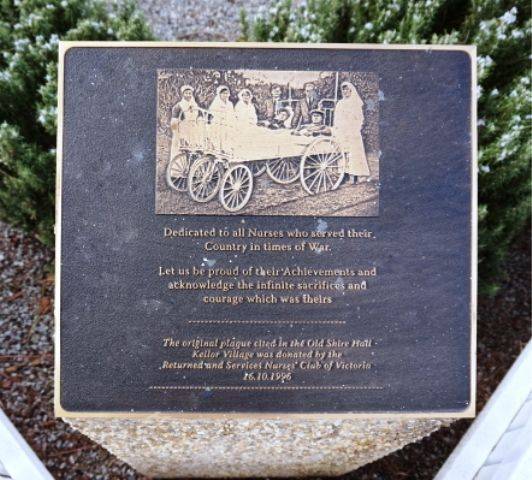 Dedicated to all Nurses who served their
Country in times of War.
Let us be proud of their Achievements and
acknowledge the infinite sacrifices and
courage which was theirs
The original plaque cited in the Old Shire Hall -
Keilor Village was donated by the
Returned and Services Nurses' Club of Victoria
16.10.1996